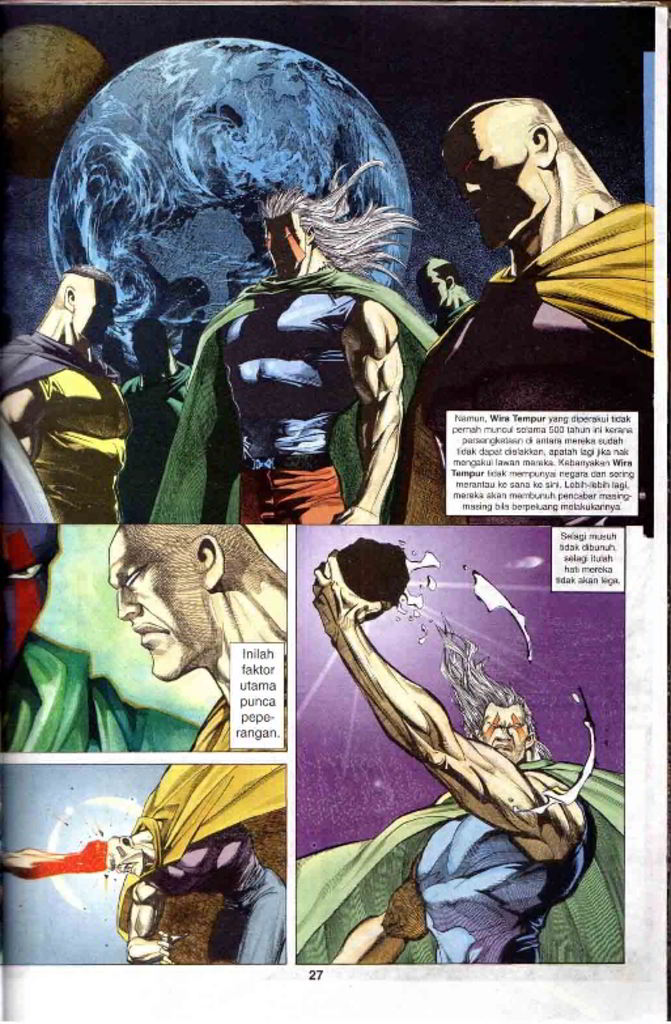 Namun, Wira Tempur yang diperakui tidak
pernah muncul selama 500 tahun ini kerana
persengketaan di antara mereka sudah
tidak dapat dielakkan, apatah lagi jika nak
mengakui lawan mereka. Kebanyakan Wira
Tempur tidak mempunyai negara dan sering
merantau ke sana ke sini. Lebih-lebih lagi,
mereka akan membunuh pencabar masing-
masing bila berpeluang melakukannya.
Inilah
faktor
utama
punca
pepe-
rangan.
Selagi musuh
tidak dibunuh,
selagi itulah
hati mereka
tidak akan lega.
27